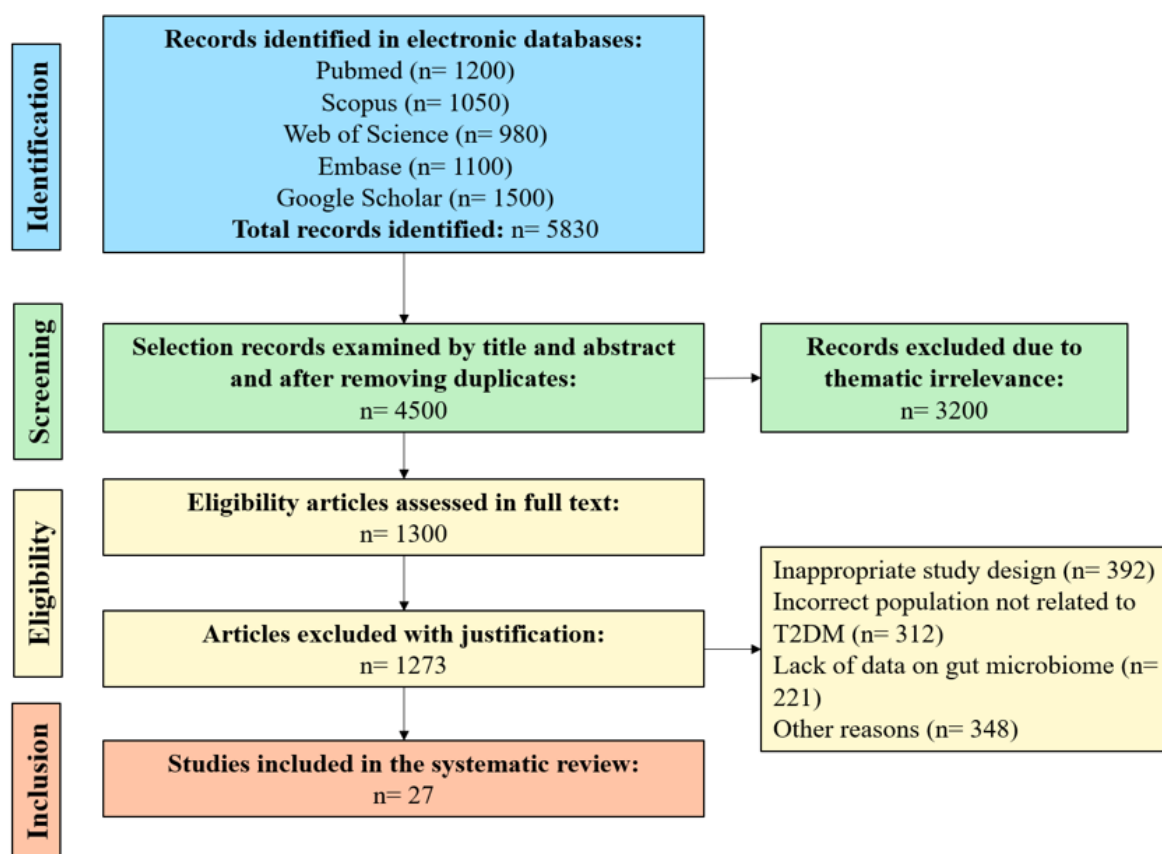 Identification
Records identified in electronic databases:
Pubmed (n= 1200)
Scopus (n= 1050)
Web of Science (n= 980)
Embase (n= 1100)
Google Scholar (n= 1500)
Total records identified: n= 5830
Screening
Selection records examined by title and abstract
and after removing duplicates:
n= 4500
Records excluded due to
thematic irrelevance:
n= 3200
Eligibility
Eligibility articles assessed in full text:
n= 1300
Articles excluded with justification:
n= 1273
Inappropriate study design (n= 392)
Incorrect population not related to
T2DM (n= 312)
Lack of data on gut microbiome (n=
221)
Other reasons (n= 348)
Inclusion
Studies included in the systematic review:
n= 27